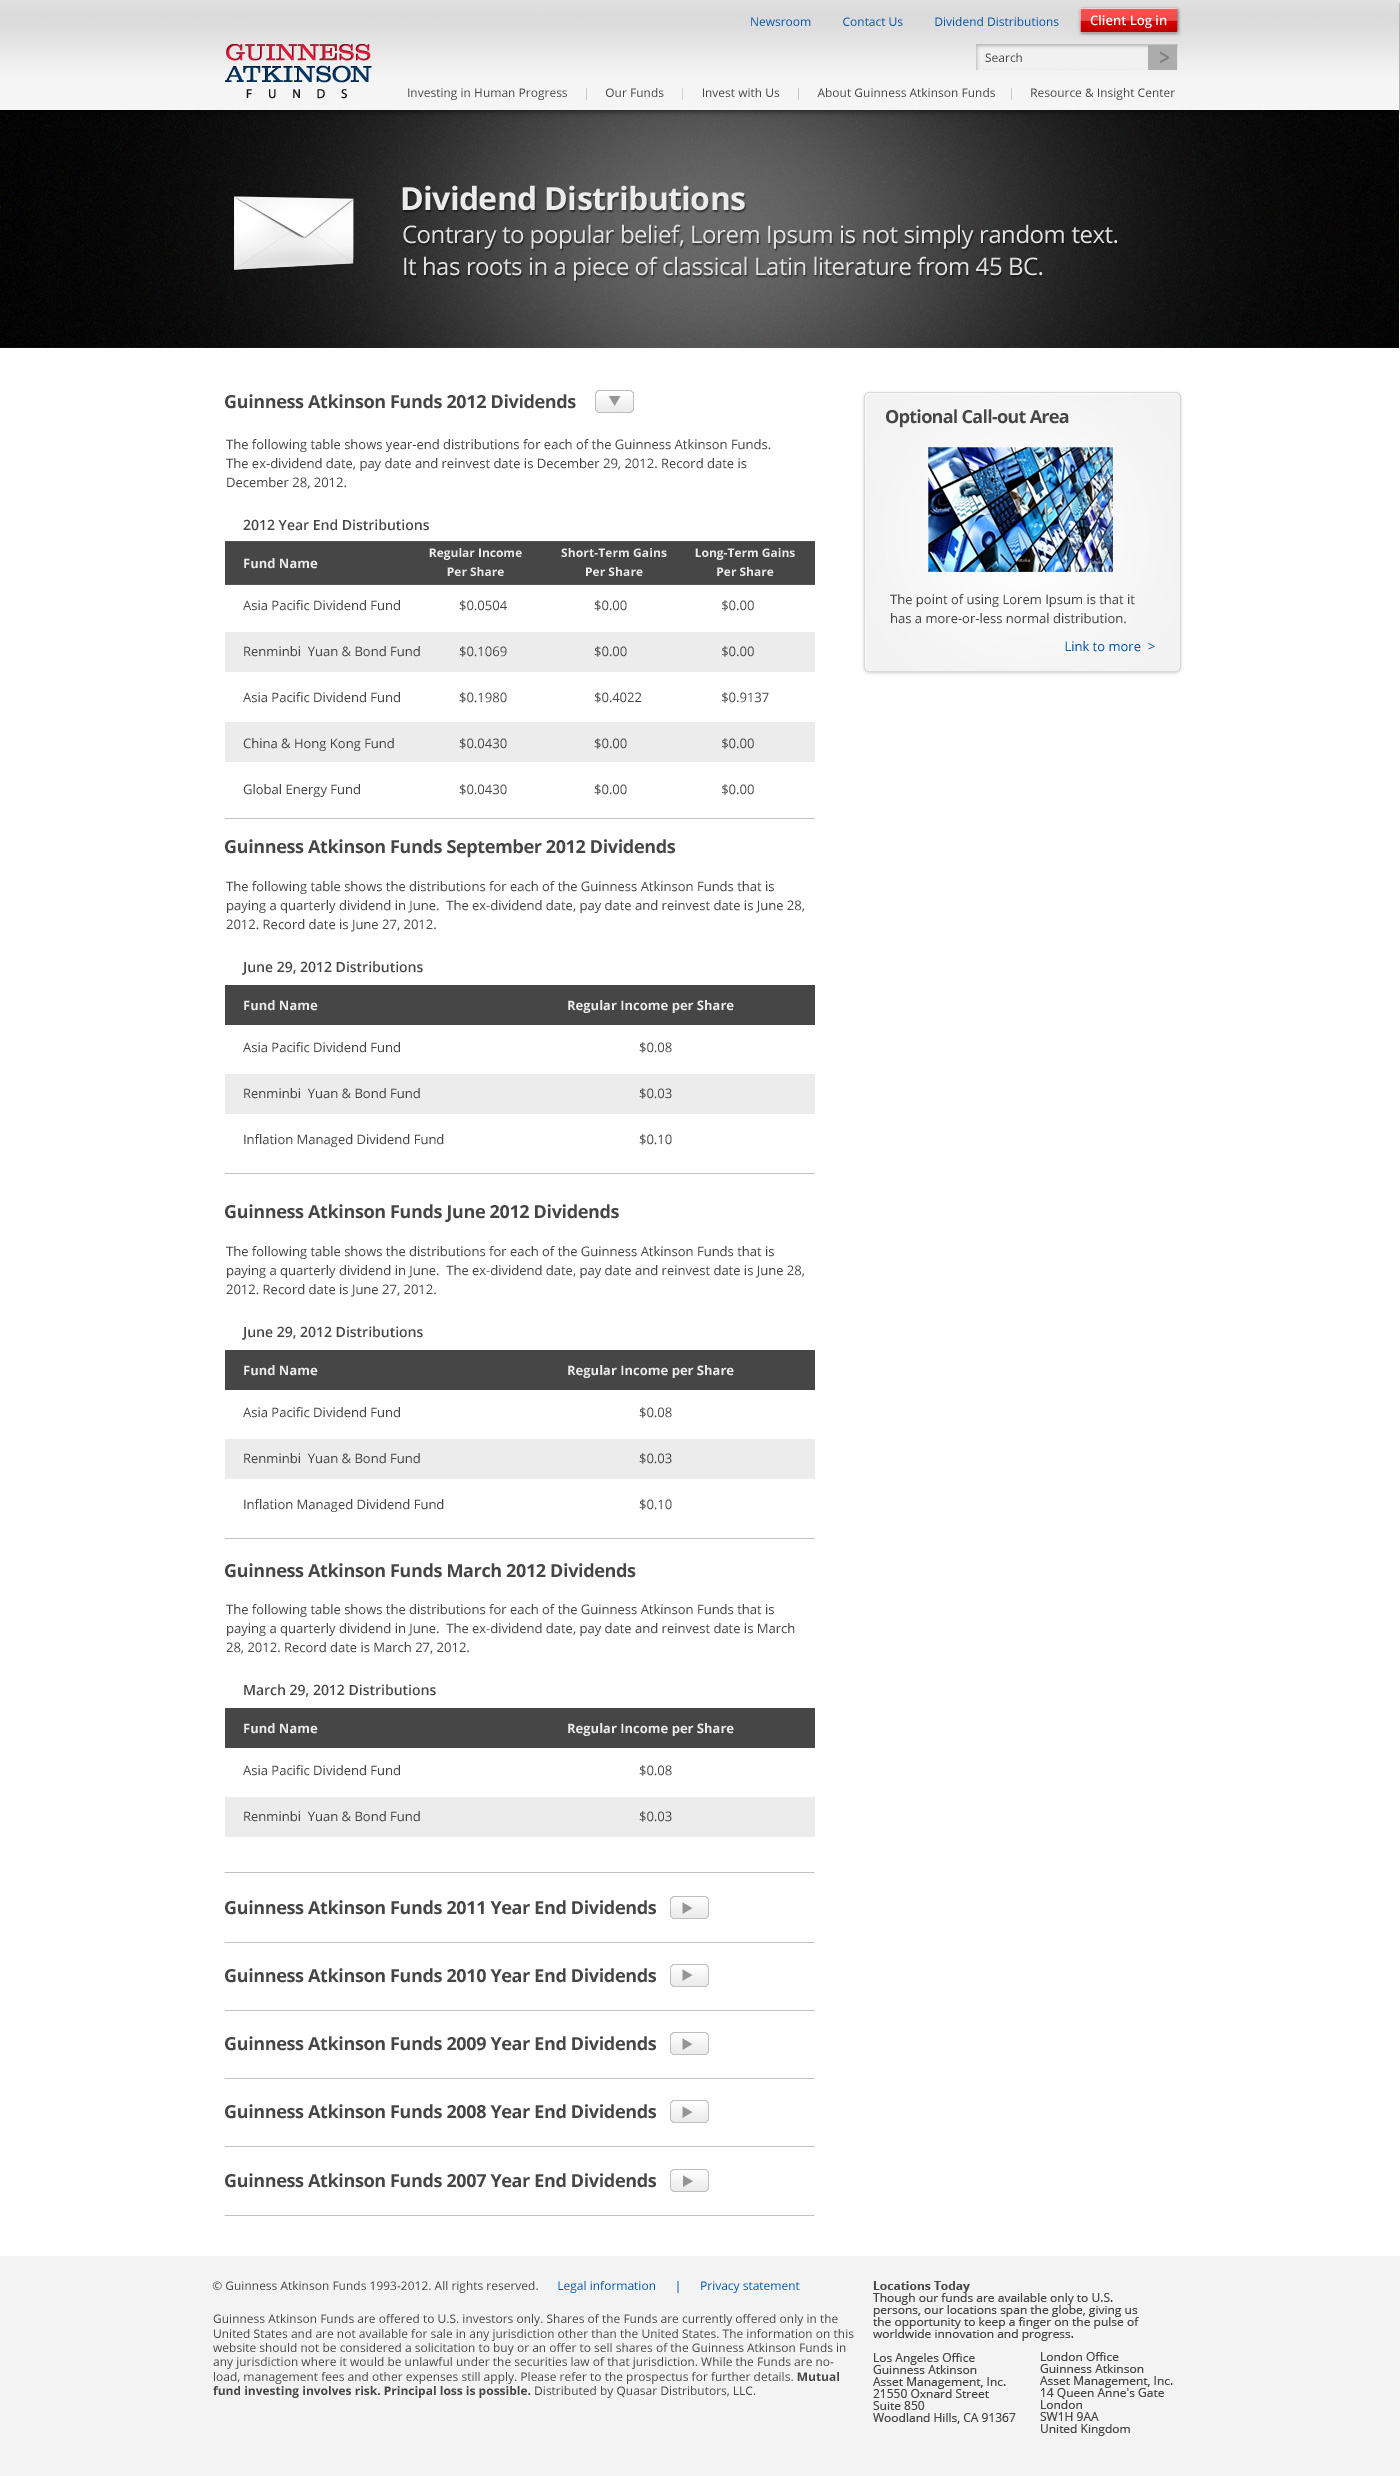 Newsroom Contact Us Dividend Distributions Client Log in
GUINNESS
ATKINSON
FUNDS
Search >
Investing in Human Progress | Our Funds | Invest with Us | About Guinness Atkinson Funds | Resource & Insight Center
Dividend Distributions
Contrary to popular belief, Lorem Ipsum is not simply random text.
It has roots in a piece of classical Latin literature from 45 BC.
Guinness Atkinson Funds 2012 Dividends
The following table shows year-end distributions for each of the Guinness Atkinson Funds.
The ex-dividend date, pay date and reinvest date is December 29, 2012. Record date is
December 28, 2012.
2012 Year End Distributions
Fund Name Regular Income Per Share Short-Term Gains Per Share Long-Term Gains Per Share
Asia Pacific Dividend Fund $0.0504 $0.00 $0.00
Renminbi  Yuan & Bond Fund $0.1069 $0.00 $0.00
Asia Pacific Dividend Fund $0.1980 $0.4022 $0.9137
China & Hong Kong Fund $0.0430 $0.00 $0.00
Global Energy Fund $0.0430 $0.00 $0.00
Optional Call-out Area
The point of using Lorem Ipsum is that it
has a more-or-less normal distribution.
Link to more >
Guinness Atkinson Funds September 2012 Dividends
The following table shows the distributions for each of the Guinness Atkinson Funds that is
paying a quarterly dividend in June.  The ex-dividend date, pay date and reinvest date is June 28,
2012. Record date is June 27, 2012.
June 29, 2012 Distributions
Fund Name Regular Income per Share
Asia Pacific Dividend Fund $0.08
Renminbi  Yuan & Bond Fund $0.03
Inflation Managed Dividend Fund $0.10
Guinness Atkinson Funds June 2012 Dividends
The following table shows the distributions for each of the Guinness Atkinson Funds that is
paying a quarterly dividend in June.  The ex-dividend date, pay date and reinvest date is June 28,
2012. Record date is June 27, 2012.
June 29, 2012 Distributions
Fund Name Regular Income per Share
Asia Pacific Dividend Fund $0.08
Renminbi  Yuan & Bond Fund $0.03
Inflation Managed Dividend Fund $0.10
Guinness Atkinson Funds March 2012 Dividends
The following table shows the distributions for each of the Guinness Atkinson Funds that is
paying a quarterly dividend in June.  The ex-dividend date, pay date and reinvest date is March
28, 2012. Record date is March 27, 2012.
March 29, 2012 Distributions
Fund Name Regular Income per Share
Asia Pacific Dividend Fund $0.08
Renminbi  Yuan & Bond Fund $0.03
Guinness Atkinson Funds 2011 Year End Dividends
Guinness Atkinson Funds 2010 Year End Dividends
Guinness Atkinson Funds 2009 Year End Dividends
Guinness Atkinson Funds 2008 Year End Dividends
Guinness Atkinson Funds 2007 Year End Dividends
© Guinness Atkinson Funds 1993-2012. All rights reserved. Legal information | Privacy statement
Guinness Atkinson Funds are offered to U.S. investors only. Shares of the Funds are currently offered only in the
United States and are not available for sale in any jurisdiction other than the United States. The information on this
website should not be considered a solicitation to buy or an offer to sell shares of the Guinness Atkinson Funds in
any jurisdiction where it would be unlawful under the securities law of that jurisdiction. While the Funds are no-
load, management fees and other expenses still apply. Please refer to the prospectus for further details. Mutual
fund investing involves risk. Principal loss is possible. Distributed by Quasar Distributors, LLC.
Locations Today
Though our funds are available only to U.S.
persons, our locations span the globe, giving us
the opportunity to keep a finger on the pulse of
worldwide innovation and progress.
Los Angeles Office
Guinness Atkinson
Asset Management, Inc.
21550 Oxnard Street
Suite 850
Woodland Hills, CA 91367
London Office
Guinness Atkinson
Asset Management, Inc.
14 Queen Anne's Gate
London
SW1H 9AA
United Kingdom